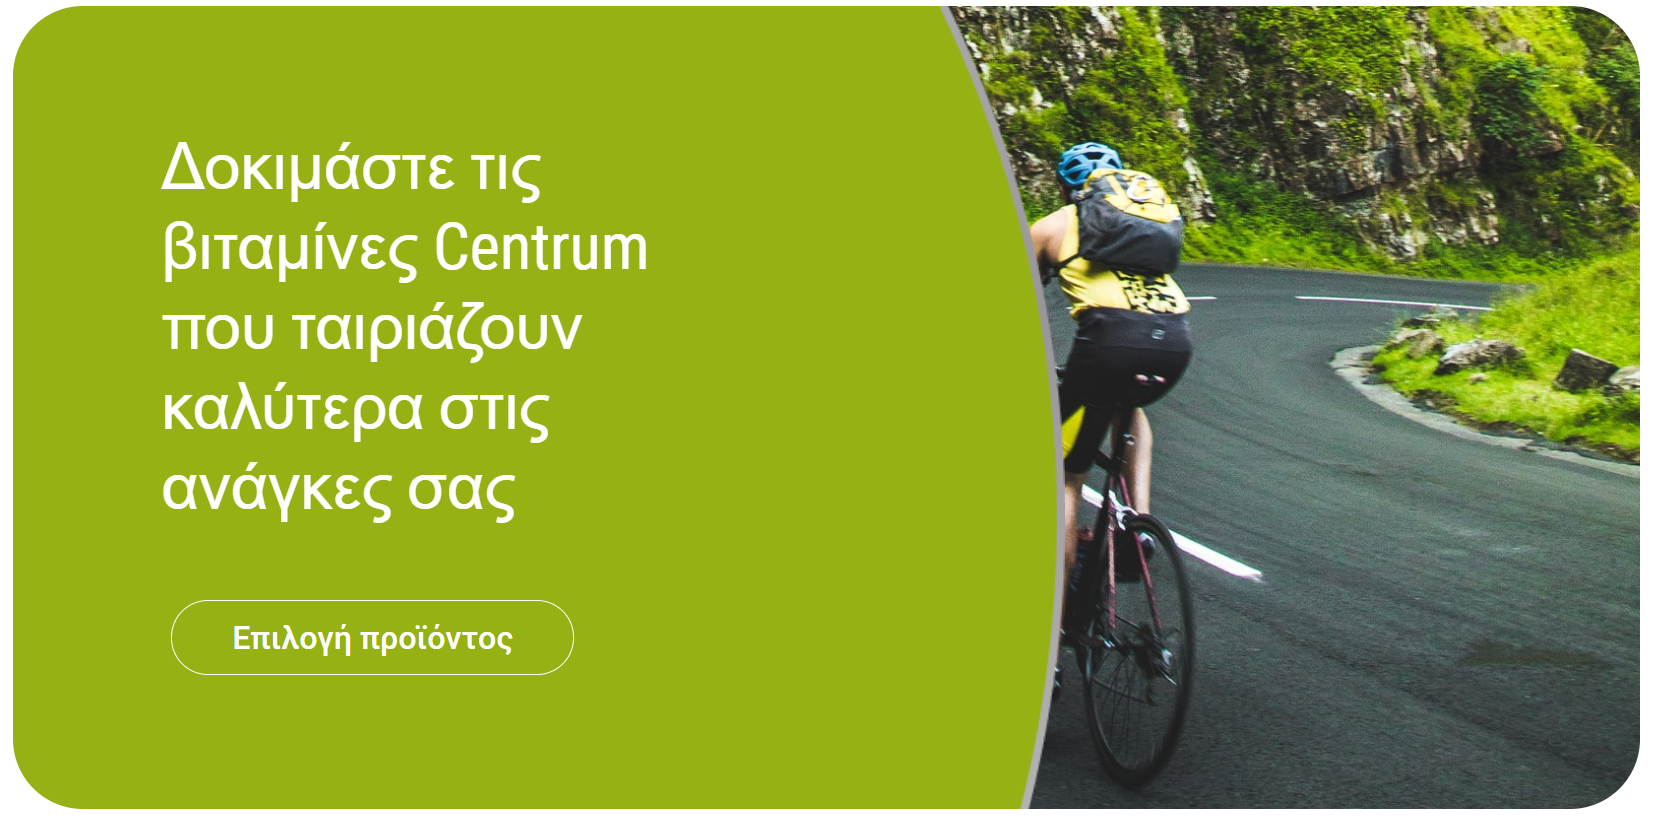 Δοκιμάστε τις
βιταμίνες Centrum
που ταιριάζουν
καλύτερα στις
ανάγκες σας
Επιλογή προϊόντος